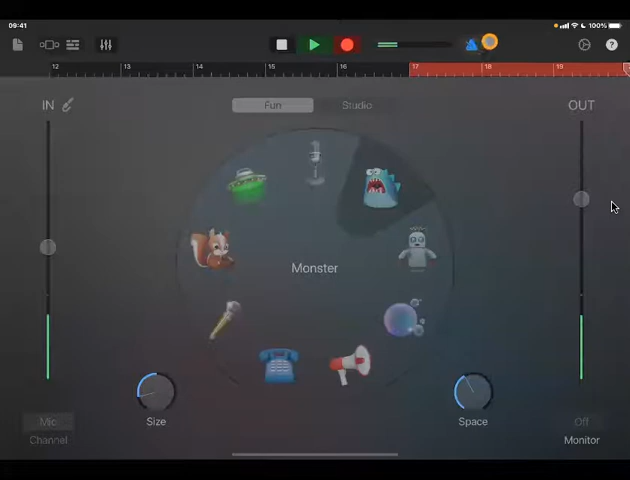 09:41
100%
12 13 14 15 16 17 18 19
IN Fun Studio OUT
Monster
Mic Size Space Off
Channel Monitor